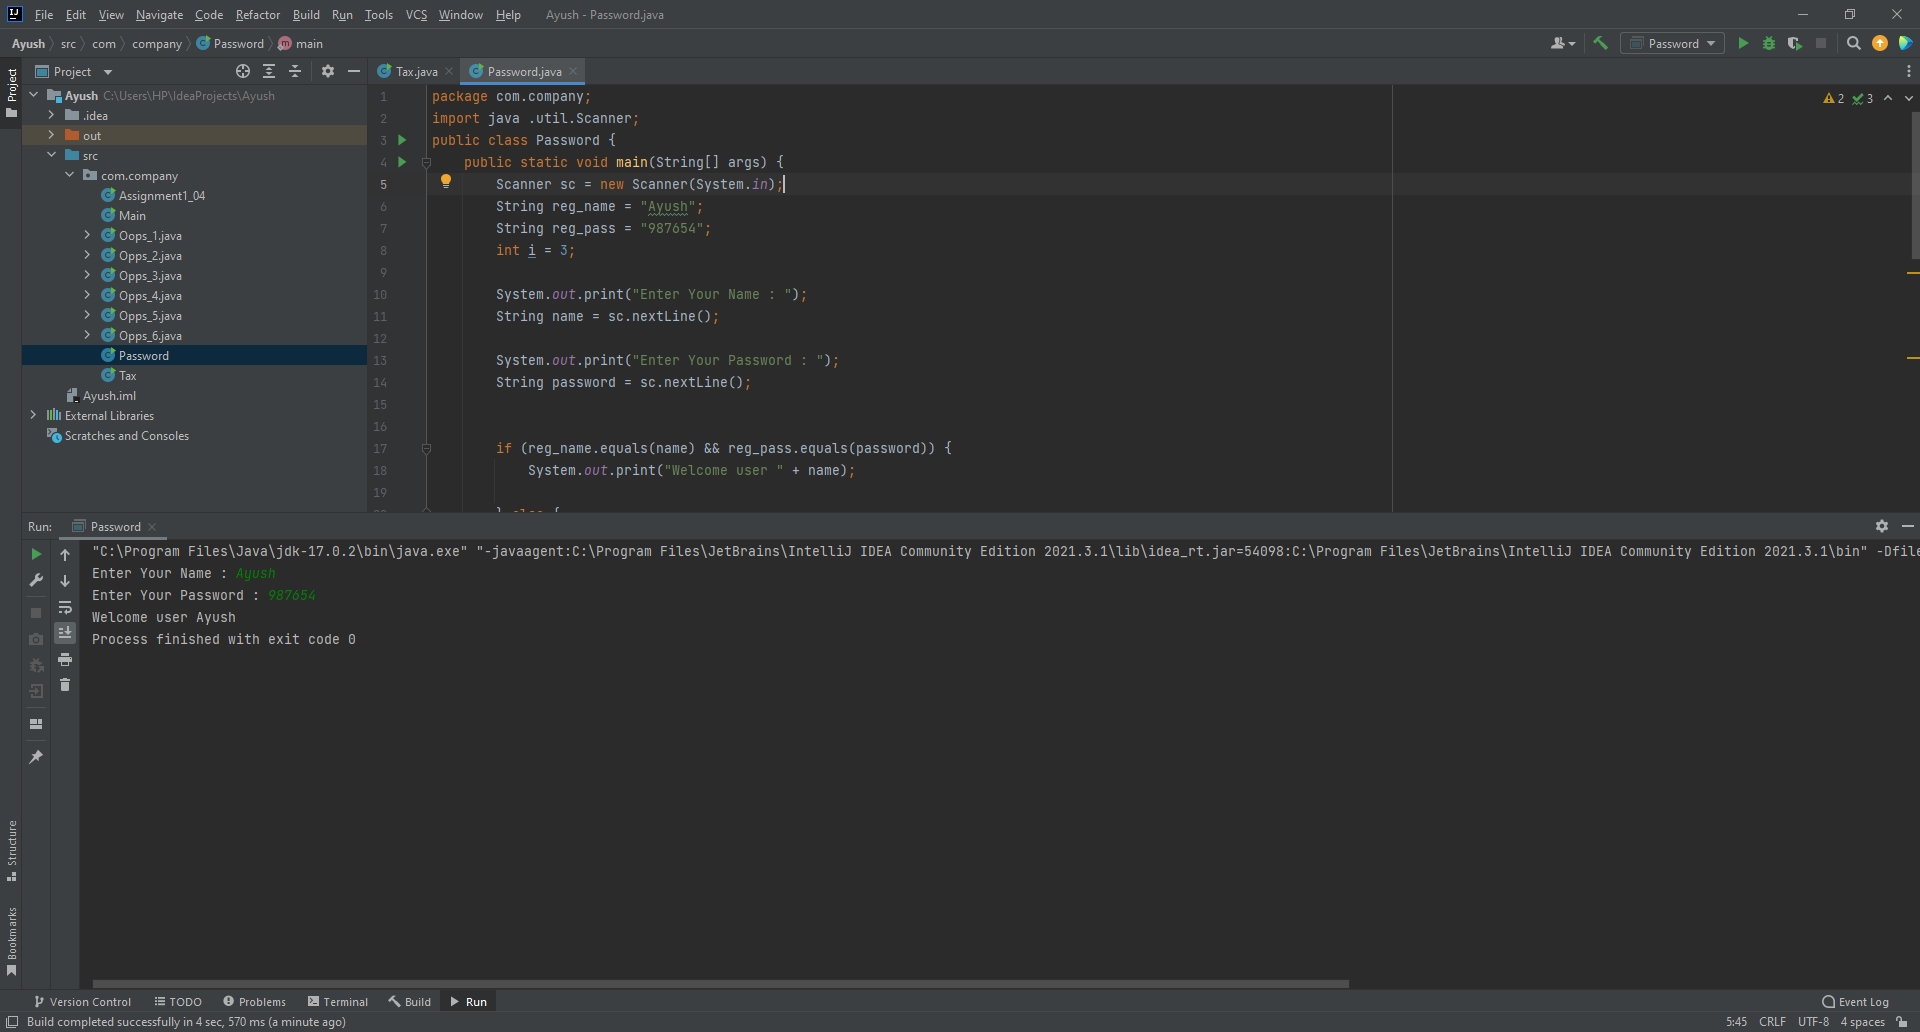 File Edit View Navigate Code Refactor Build Run Tools VCS Window Help Ayush - Password.java
Ayush src com company Password main
Password
Project
Project
Tax.java Password.java
Ayush C:\Users\HP\IdeaProjects\Ayush
.idea
out
src
com.company
Assignment1_04
Main
Oops_1.java
Opps_2.java
Opps_3.java
Opps_4.java
Opps_5.java
Opps_6.java
Password
Tax
Ayush.iml
External Libraries
Scratches and Consoles
2 3
1 package com.company;
2 import java .util.Scanner;
3 public class Password {
4 public static void main(String[] args) {
5 Scanner sc = new Scanner(System.in);
6 String reg_name = "Ayush";
7 String reg_pass = "987654";
8 int i = 3;
9
10 System.out.print("Enter Your Name : ");
11 String name = sc.nextLine();
12
13 System.out.print("Enter Your Password : ");
14 String password = sc.nextLine();
15
16
17 if (reg_name.equals(name) && reg_pass.equals(password)) {
18 System.out.print("Welcome user " + name);
19
20 } else {
Run: Password
"C:\Program Files\Java\jdk-17.0.2\bin\java.exe" "-javaagent:C:\Program Files\JetBrains\IntelliJ IDEA Community Edition 2021.3.1\lib\idea_rt.jar=54098:C:\Program Files\JetBrains\IntelliJ IDEA Community Edition 2021.3.1\bin" -Dfile
Enter Your Name : Ayush
Enter Your Password : 987654
Welcome user Ayush
Process finished with exit code 0
Structure
Bookmarks
Version Control TODO Problems Terminal Build Run Event Log
Build completed successfully in 4 sec, 570 ms (a minute ago) 5:45 CRLF UTF-8 4 spaces